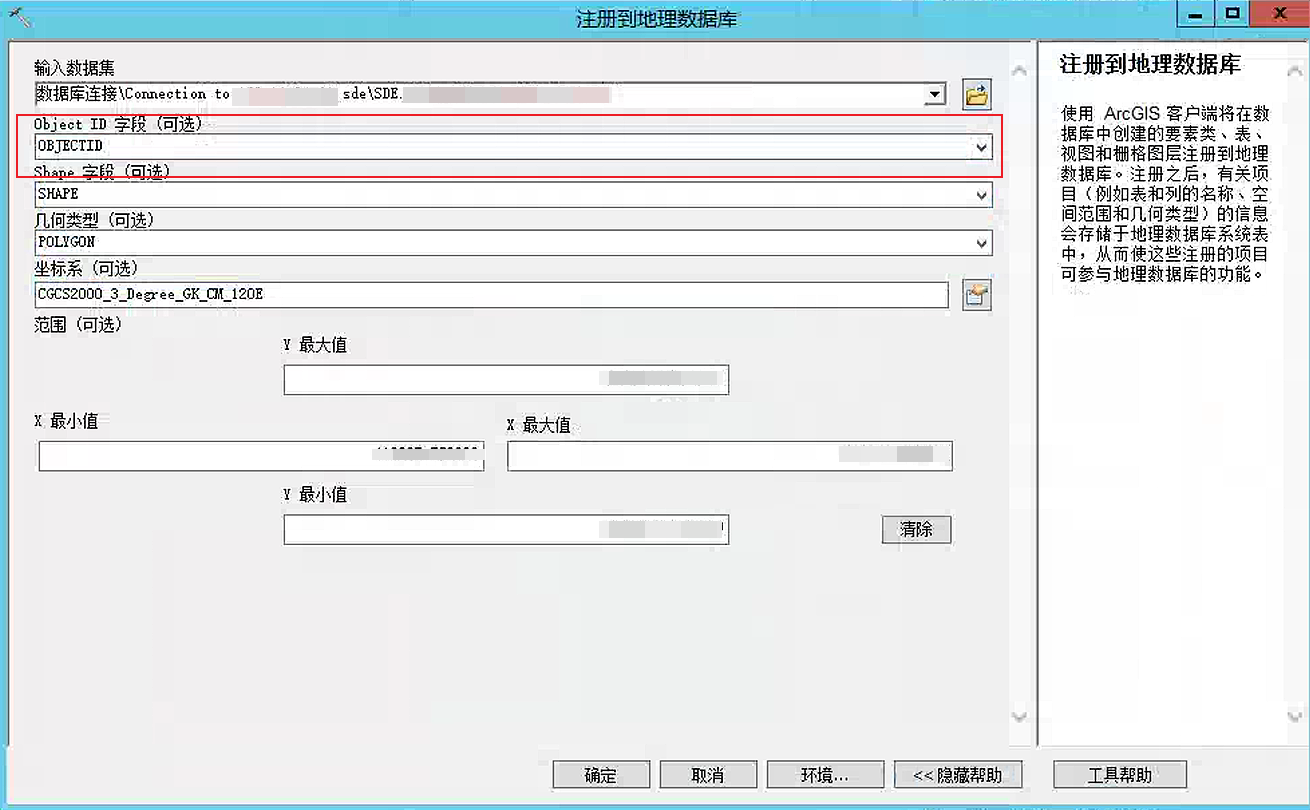 注册到地理数据库
输入数据集
数据库连接\Connection to sde\SDE.
Object ID 字段 (可选)
OBJECTID
Shape 字段 (可选)
SHAPE
几何类型 (可选)
POLYGON
坐标系 (可选)
CGCS2000_3_Degree_GK_CM_120E
范围 (可选)
Y 最大值
X 最小值
X 最大值
Y 最小值
清除
确定
取消
环境...
<< 隐藏帮助
注册到地理数据库
使用 ArcGIS 客户端将在数
据库中创建的要素类、表、
视图和栅格图层注册到地理
数据库。注册之后，有关项
目（例如表和列的名称、空
间范围和几何类型）的信息
会存储于地理数据库系统表
中，从而使这些注册的项目
可参与地理数据库的功能。
工具帮助